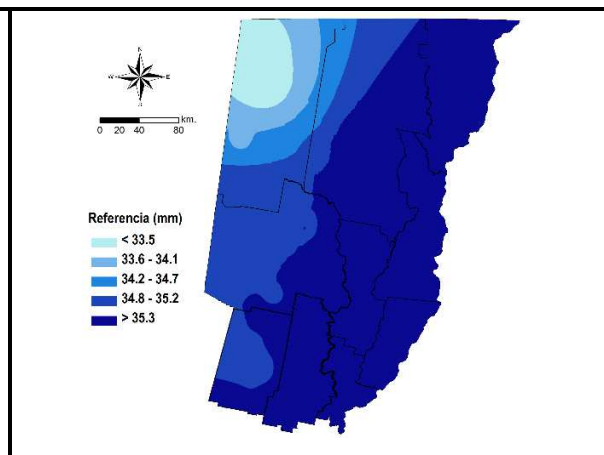 N
W E
S
km.
0 20 40 80
Referencia (mm)
< 33.5
33.6 - 34.1
34.2 - 34.7
34.8 - 35.2
> 35.3